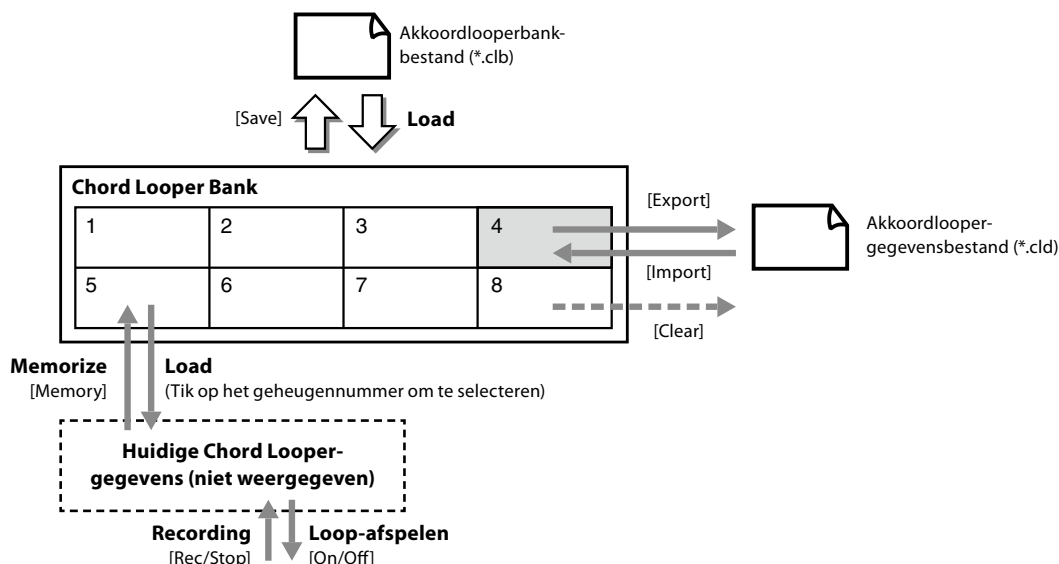 Akkoordlooperbank-
bestand (*.clb)
[Save]
Load
Chord Looper Bank
1 2 3 4
5 6 7 8
[Export]
[Import]
[Clear]
Akkoordlooper-
gegevensbestand (*.cld)
Memorize
[Memory]
Load
(Tik op het geheugennummer om te selecteren)
Huidige Chord Looper-
gegevens (niet weergegeven)
Recording
[Rec/Stop]
Loop-afspelen
[On/Off]